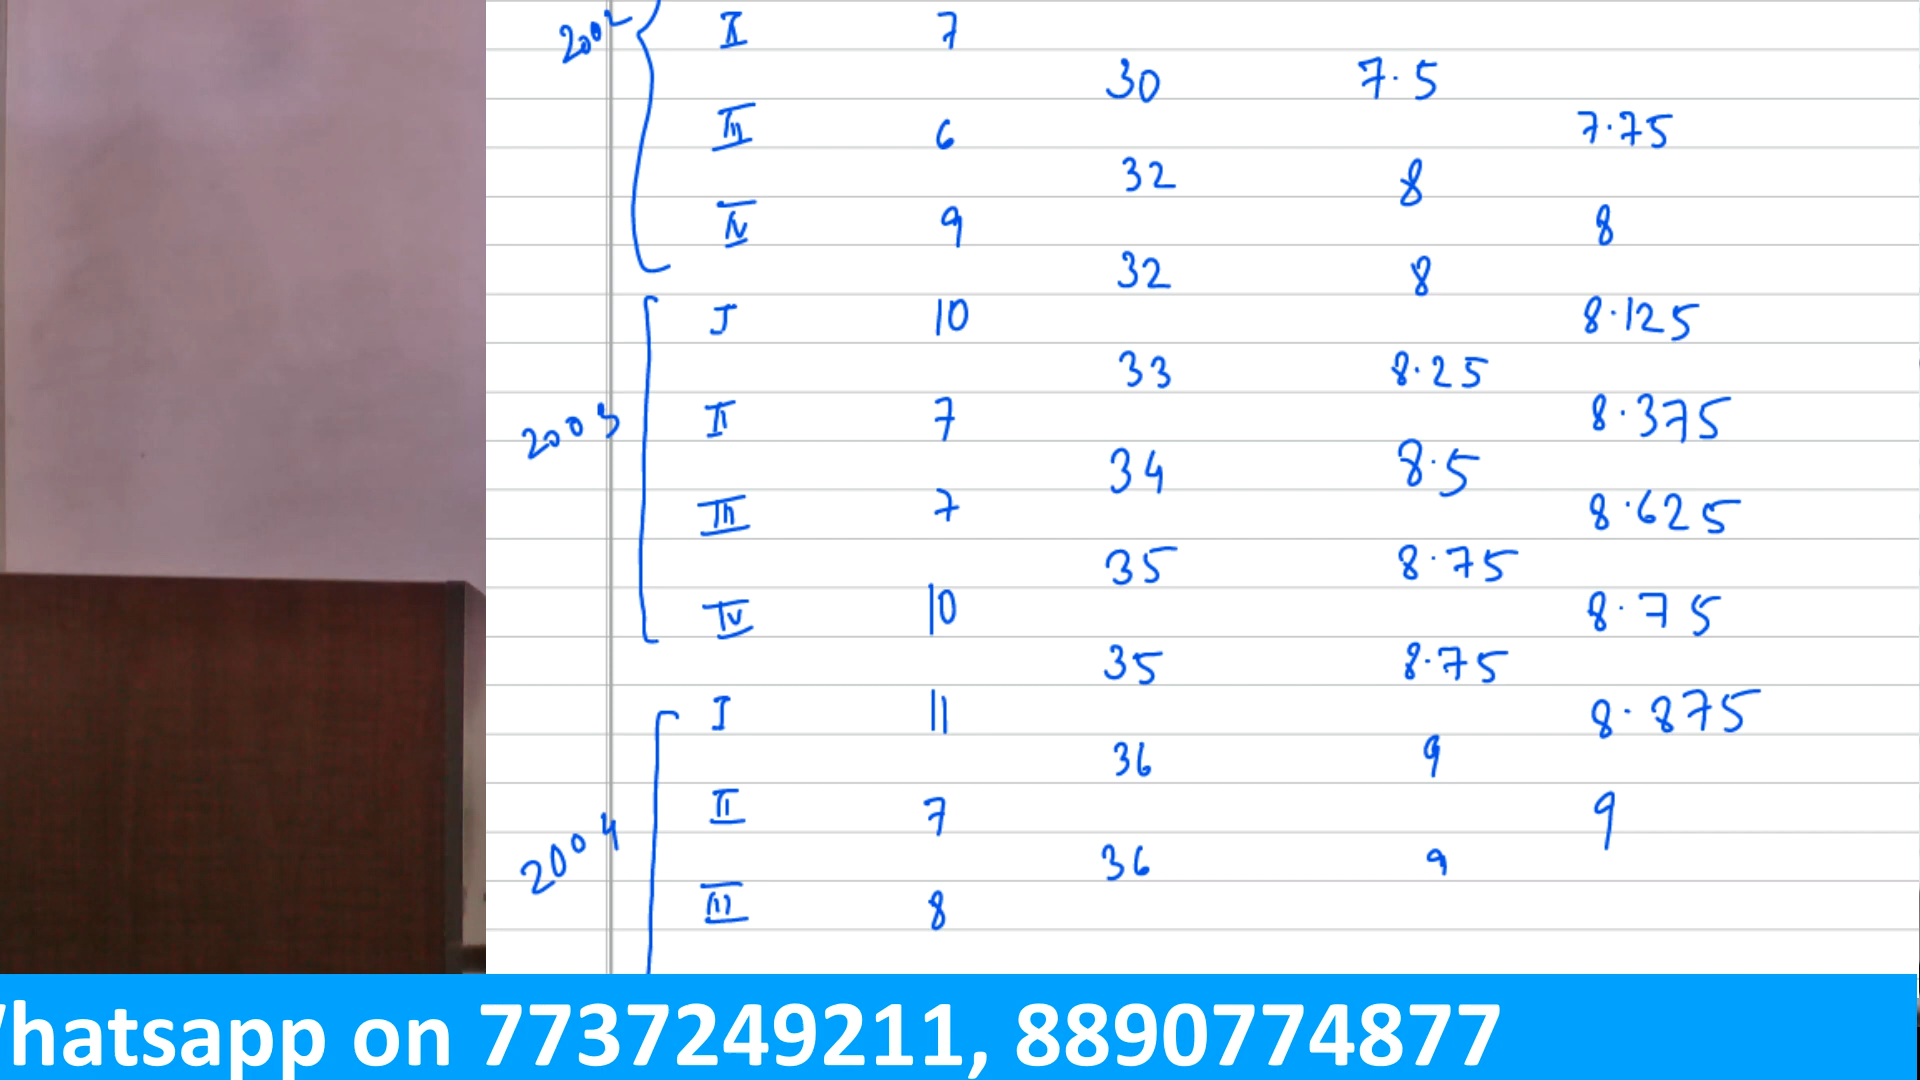 2002 II 7
30 7.5
III 6 7.75
32 8
IV 9 8
32 8
I 10 8.125
33 8.25
2003 II 7 8.375
34 8.5
III 7 8.625
35 8.75
IV 10 8.75
35 8.75
I 11 8.875
36 9
2004 II 7 9
36 9
III 8
hatsapp on 7737249211, 8890774877